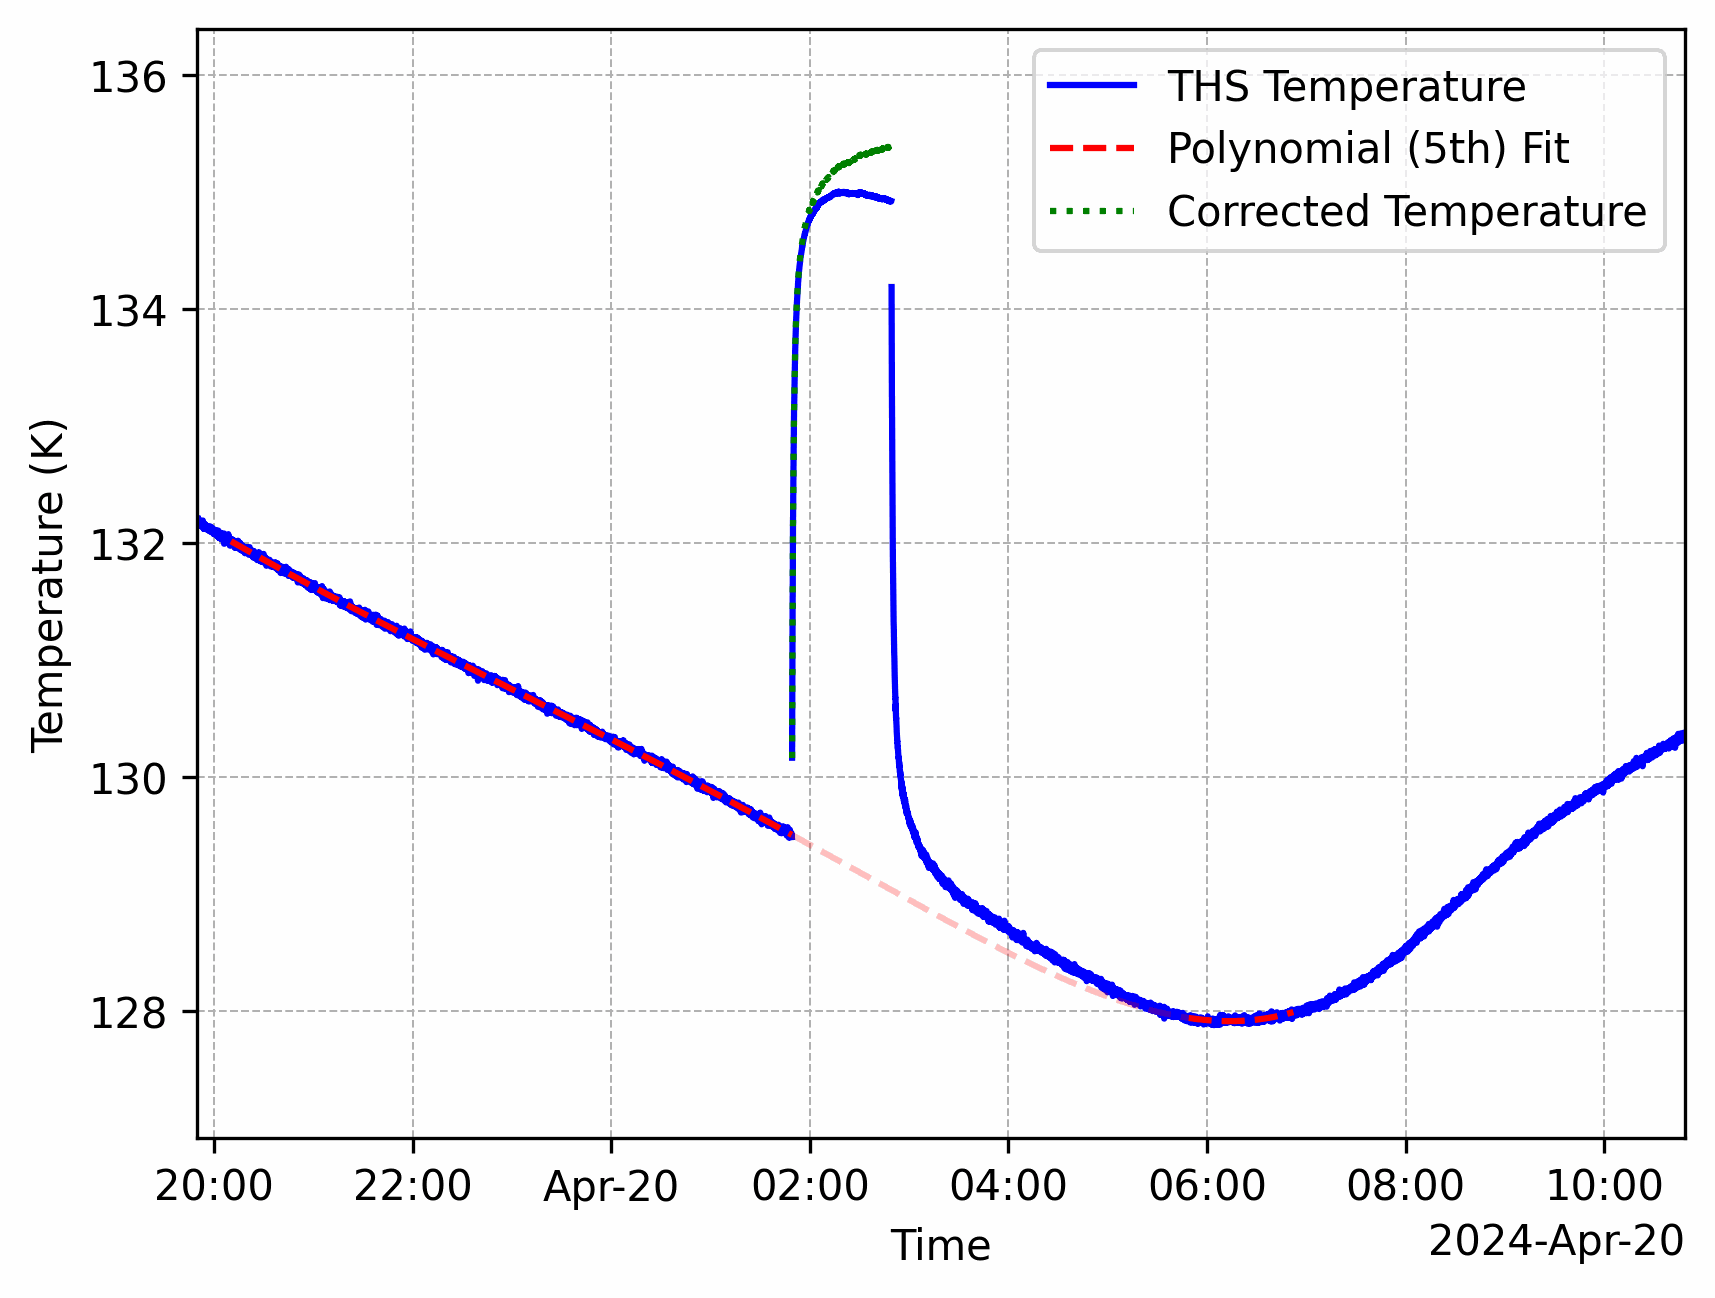 136
134
132
130
128
Temperature (K)
THS Temperature
Polynomial (5th) Fit
Corrected Temperature
20:00 22:00 Apr-20 02:00 04:00 06:00 08:00 10:00
Time
2024-Apr-20